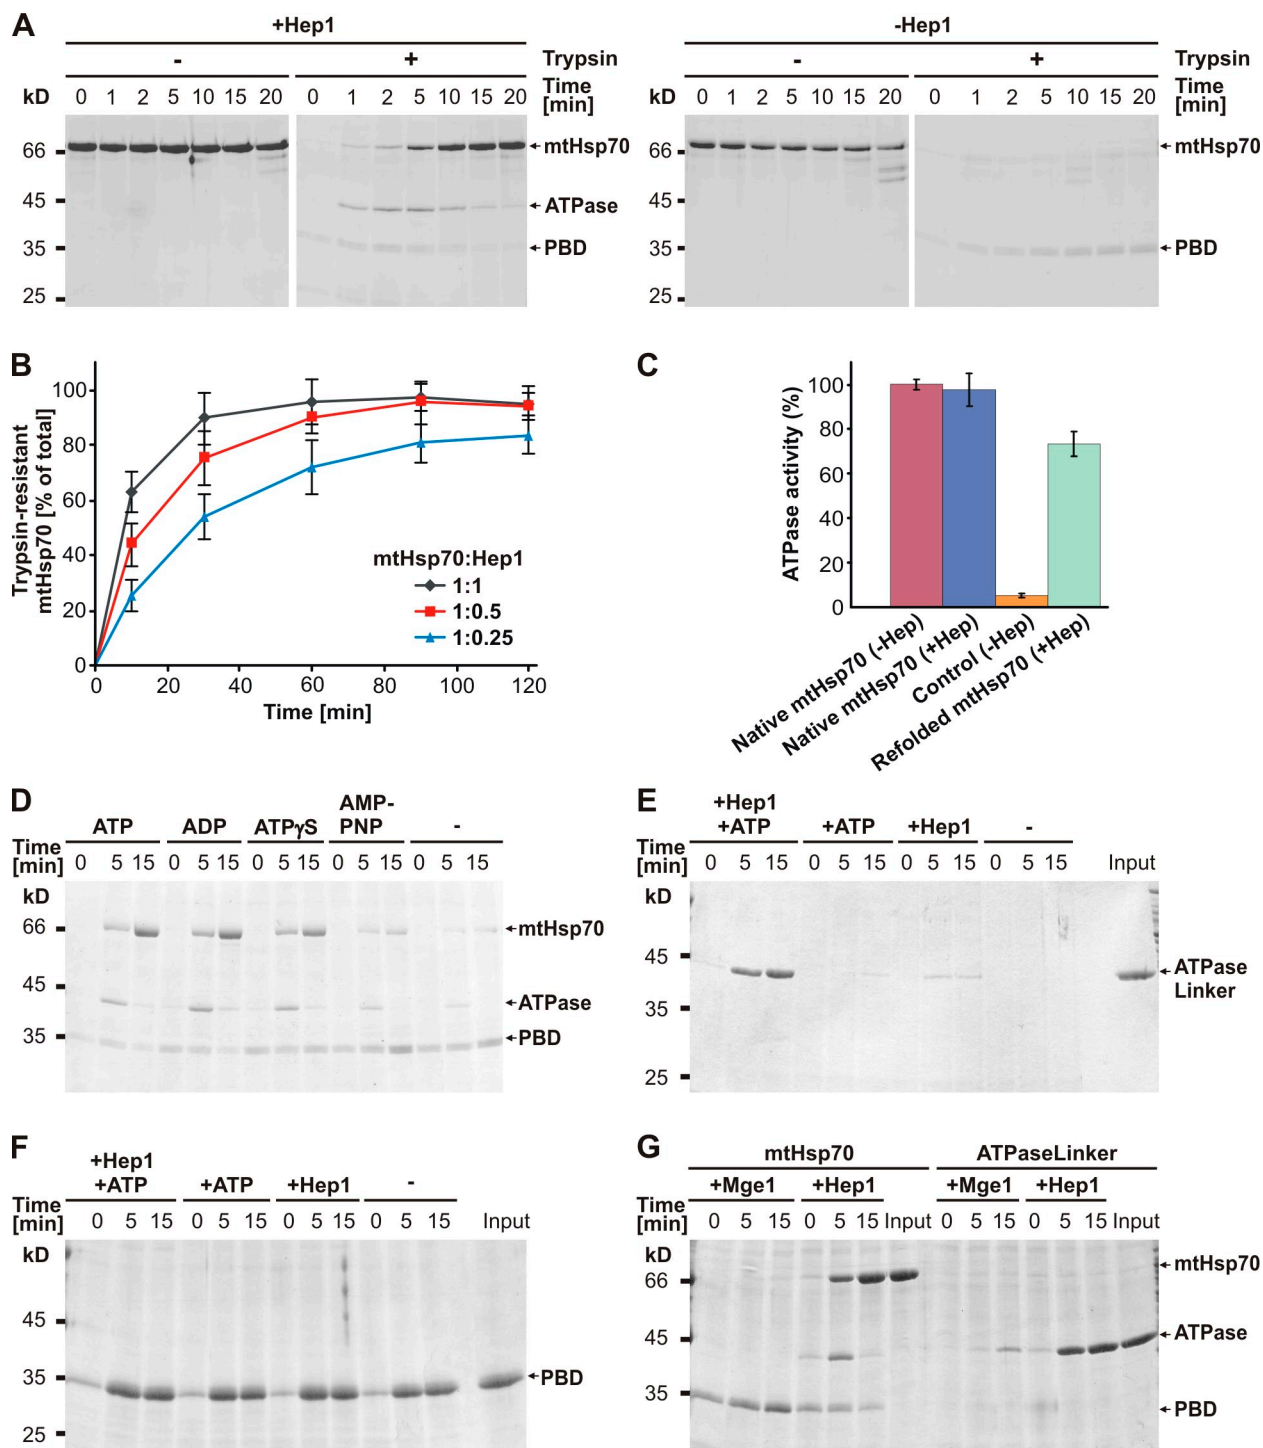 A
+Hep1
-Hep1
- + Trypsin
- + Trypsin
kD 0 1 2 5 10 15 20 0 1 2 5 10 15 20 Time [min]
kD 0 1 2 5 10 15 20 0 1 2 5 10 15 20 Time [min]
66 mtHsp70
45 ATPase
35 PBD
25
66 mtHsp70
45
35 PBD
25
B
Trypsin-resistant
mtHsp70 [% of total]
100
80
60
40
20
0
0 20 40 60 80 100 120
Time [min]
mtHsp70:Hep1
1:1
1:0.5
1:0.25
C
ATPase activity (%)
100
80
60
40
20
0
Native mtHsp70 (-Hep)
Native mtHsp70 (+Hep)
Control (-Hep)
Refolded mtHsp70 (+Hep)
D
ATP ADP ATPγS AMP-PNP -
Time [min] 0 5 15 0 5 15 0 5 15 0 5 15 0 5 15
kD
66 mtHsp70
45 ATPase
35 PBD
E
+Hep1
+ATP +ATP +Hep1 -
Time [min] 0 5 15 0 5 15 0 5 15 0 5 15 Input
kD
45 ATPase
Linker
35
25
F
+Hep1
+ATP +ATP +Hep1 -
Time [min] 0 5 15 0 5 15 0 5 15 0 5 15 Input
kD
45
35 PBD
25
G
mtHsp70 ATPaseLinker
+Mge1 +Hep1 +Mge1 +Hep1
Time [min] 0 5 15 0 5 15 Input 0 5 15 0 5 15 Input
kD
66 mtHsp70
45 ATPase
35 PBD